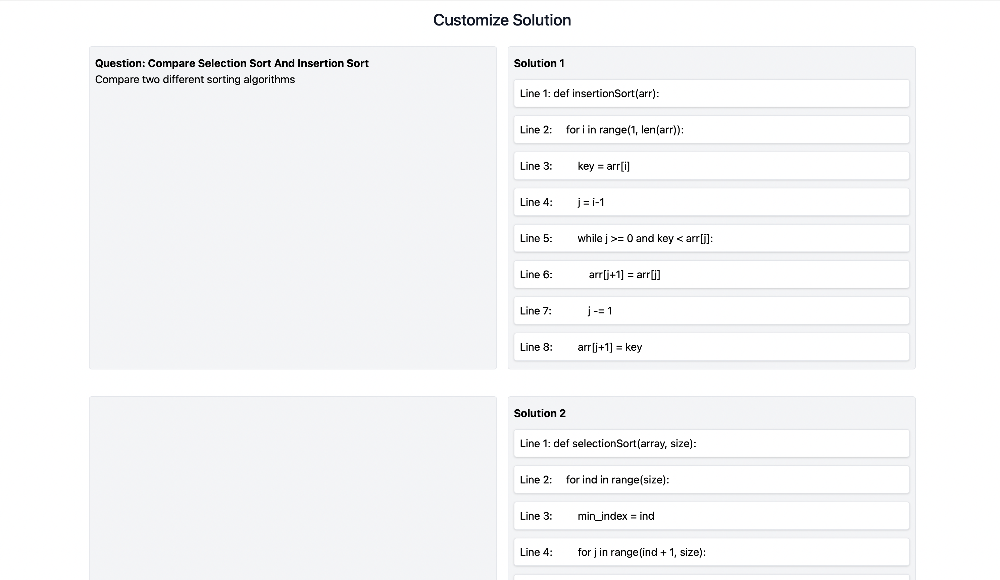 Customize Solution
Question: Compare Selection Sort And Insertion Sort
Compare two different sorting algorithms
Solution 1
Line 1: def insertionSort(arr):
Line 2:     for i in range(1, len(arr)):
Line 3:         key = arr[i]
Line 4:         j = i-1
Line 5:         while j >= 0 and key < arr[j]:
Line 6:             arr[j+1] = arr[j]
Line 7:             j -= 1
Line 8:         arr[j+1] = key
Solution 2
Line 1: def selectionSort(array, size):
Line 2:     for ind in range(size):
Line 3:         min_index = ind
Line 4:         for j in range(ind + 1, size):